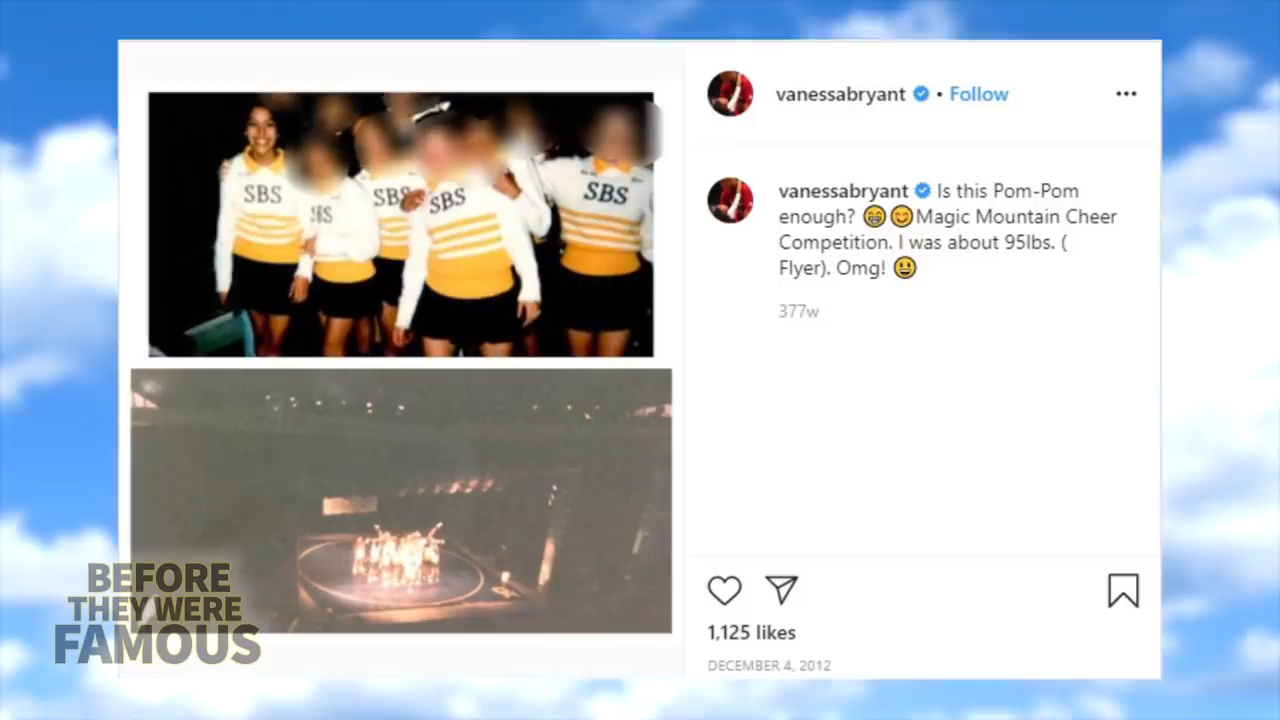 SBS
SBS
SBS
SBS
SBS
BEFORE
THEY WERE
FAMOUS
vanessabryant • Follow
vanessabryant Is this Pom-Pom
enough? 😁😊Magic Mountain Cheer
Competition. I was about 95lbs. (
Flyer). Omg! 😃
377w
1,125 likes
DECEMBER 4, 2012